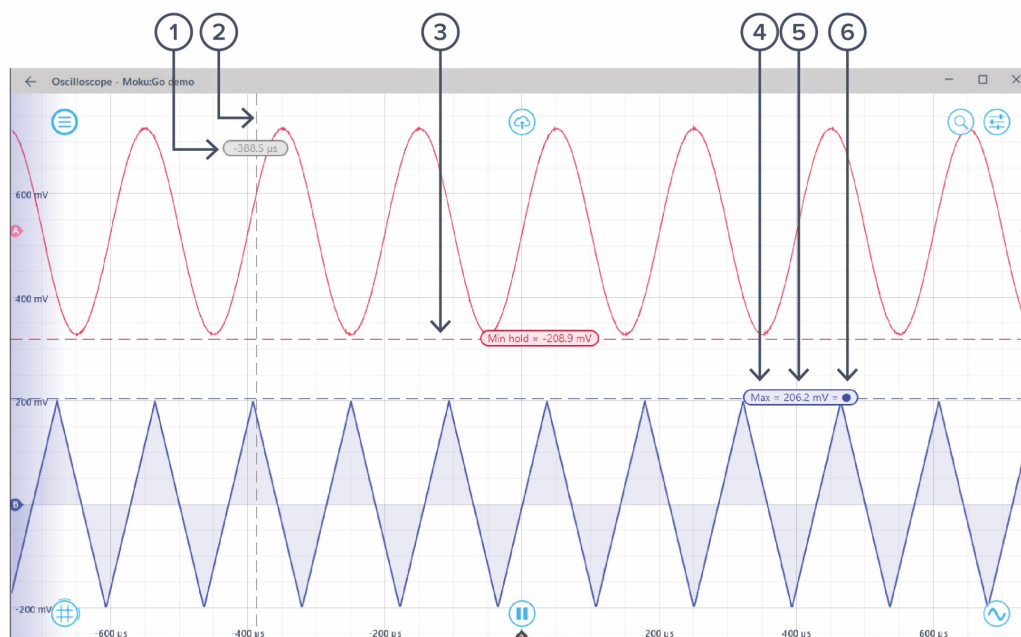 1 2 3 4 5 6
Oscilloscope - Moku:Go demo
-388.5 µs
600 mV
A
400 mV
Min hold = -208.9 mV
Max = 206.2 mV =
200 mV
B
-200 mV
-600 µs -400 µs -200 µs 200 µs 400 µs 600 µs